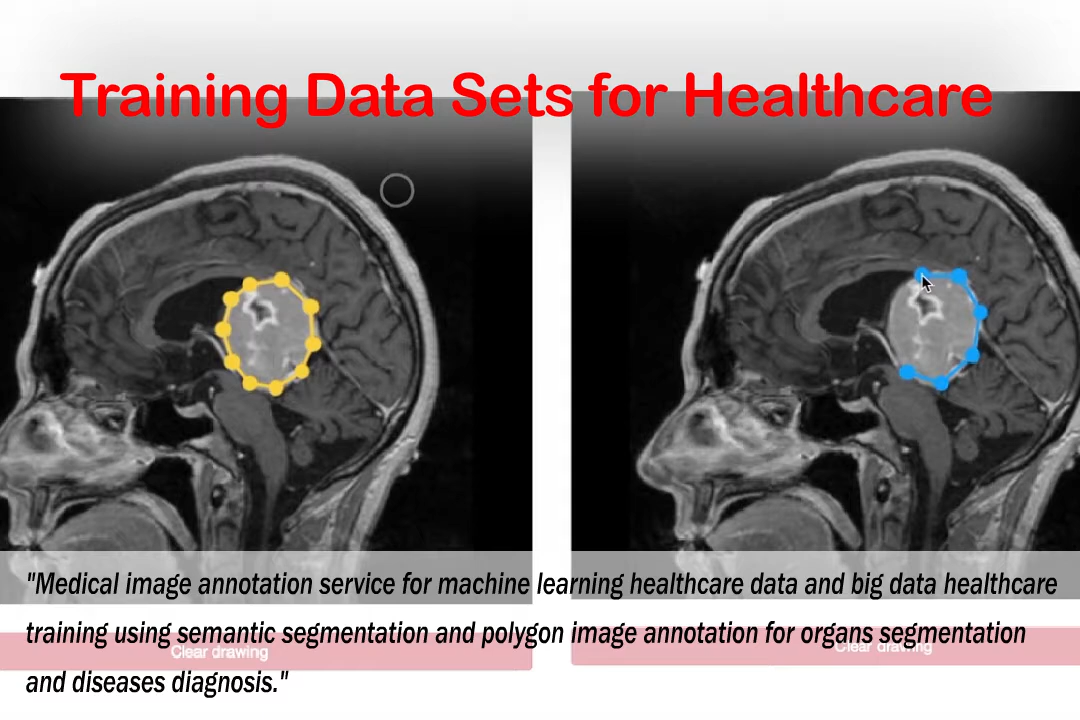 Training Data Sets for Healthcare
"Medical image annotation service for machine learning healthcare data and big data healthcare
training using semantic segmentation and polygon image annotation for organs segmentation
Clear drawing
Clear drawing
and diseases diagnosis."